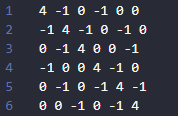 1 4 -1 0 -1 0 0
2 -1 4 -1 0 -1 0
3 0 -1 4 0 0 -1
4 -1 0 0 4 -1 0
5 0 -1 0 -1 4 -1
6 0 0 -1 0 -1 4